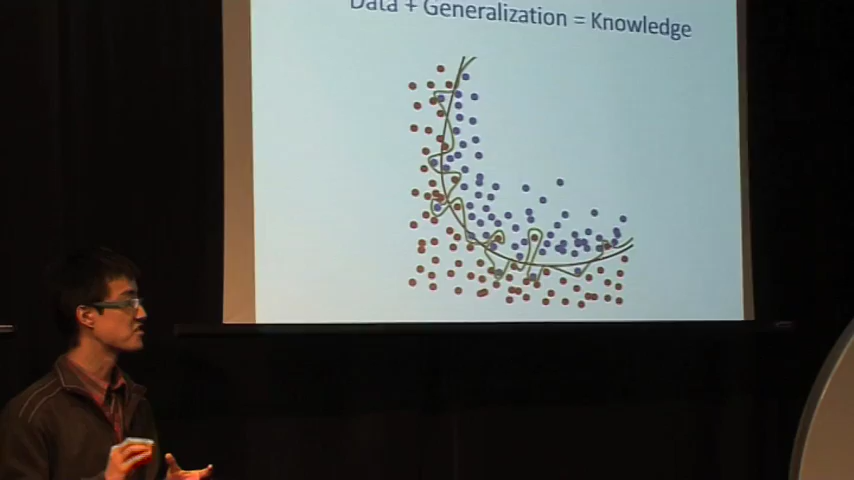 Data + Generalization = Knowledge